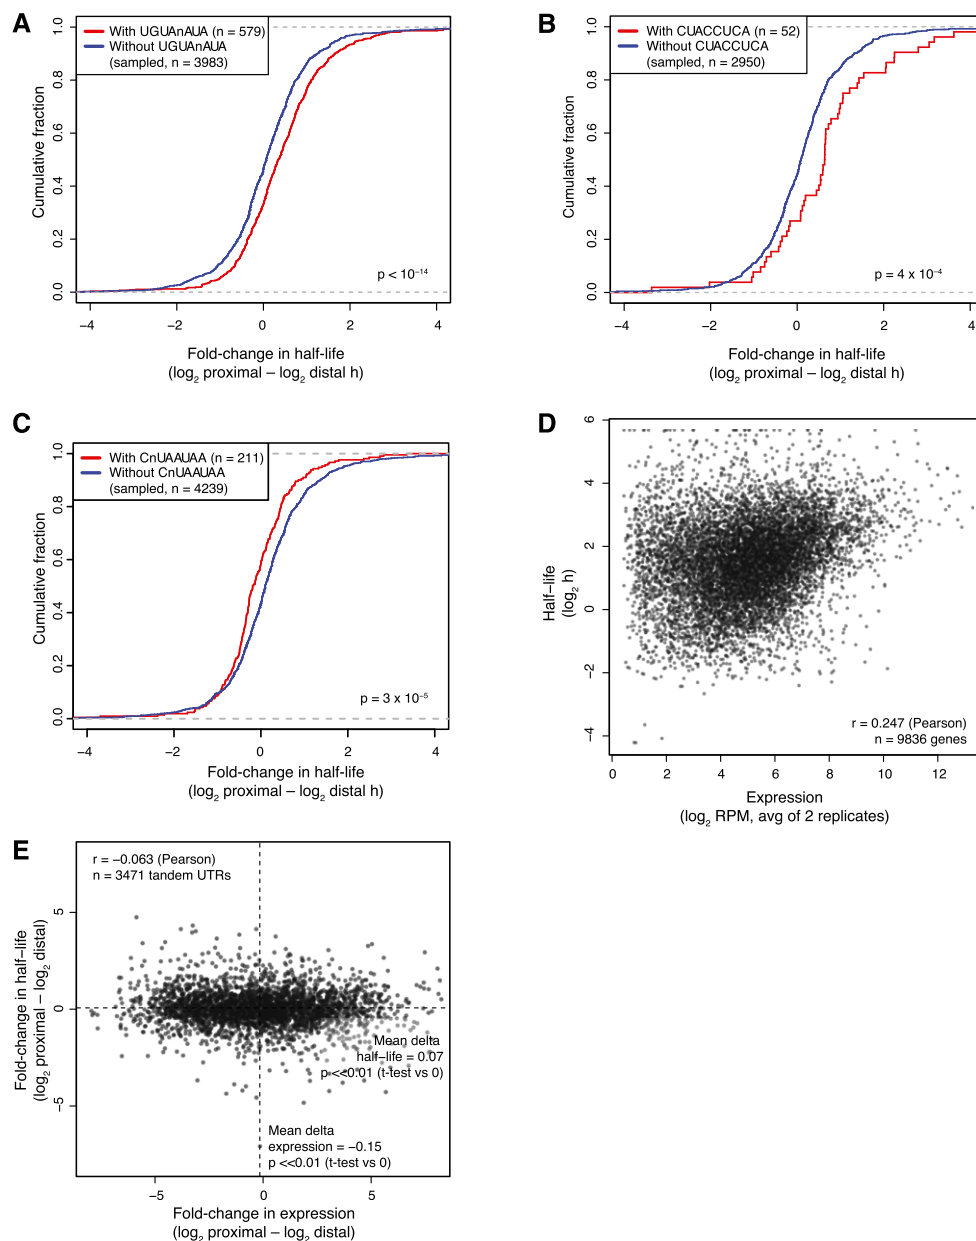 A
With UGUAnAUA (n = 579)
Without UGUAnAUA
(sampled, n = 3983)
Cumulative fraction
1.0
0.8
0.6
0.4
0.2
0.0
p < 10⁻¹⁴
−4
−2
0
2
4
Fold-change in half-life
(log₂ proximal – log₂ distal h)
B
With CUACCUCA (n = 52)
Without CUACCUCA
(sampled, n = 2950)
Cumulative fraction
1.0
0.8
0.6
0.4
0.2
0.0
p = 4 x 10⁻⁴
−4
−2
0
2
4
Fold-change in half-life
(log₂ proximal – log₂ distal h)
C
With CnUAAUAA (n = 211)
Without CnUAAUAA
(sampled, n = 4239)
Cumulative fraction
1.0
0.8
0.6
0.4
0.2
0.0
p = 3 x 10⁻⁵
−4
−2
0
2
4
Fold-change in half-life
(log₂ proximal – log₂ distal h)
D
Half−life
(log₂ h)
6
4
2
0
−2
−4
r = 0.247 (Pearson)
n = 9836 genes
0
2
4
6
8
10
12
Expression
(log₂ RPM, avg of 2 replicates)
E
r = −0.063 (Pearson)
n = 3471 tandem UTRs
Fold-change in half−life
(log₂ proximal – log₂ distal)
5
0
−5
Mean delta
half−life = 0.07
p <<0.01 (t-test vs 0)
Mean delta
expression = −0.15
p <<0.01 (t-test vs 0)
−5
0
5
Fold-change in expression
(log₂ proximal – log₂ distal)